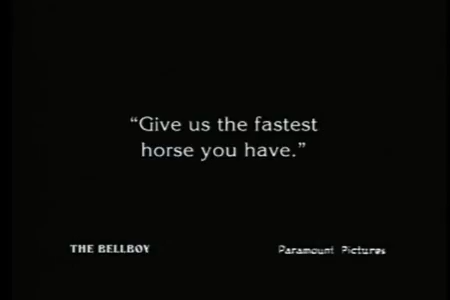 “Give us the fastest
horse you have.”
THE BELLBOY
Paramount Pictures